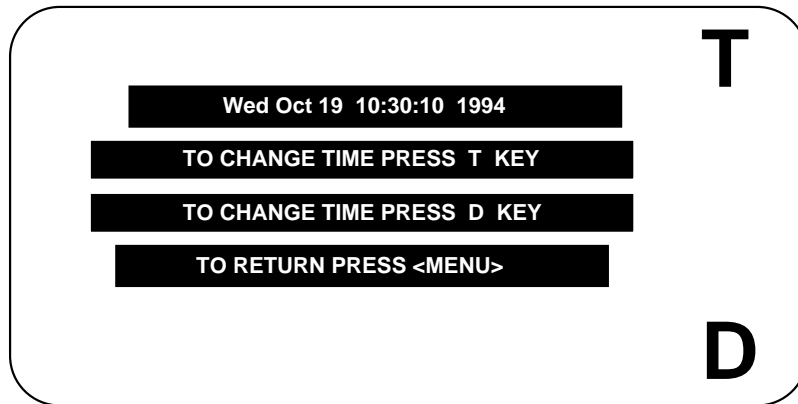 T
Wed Oct 19 10:30:10 1994
TO CHANGE TIME PRESS T KEY
TO CHANGE TIME PRESS D KEY
TO RETURN PRESS <MENU>
D